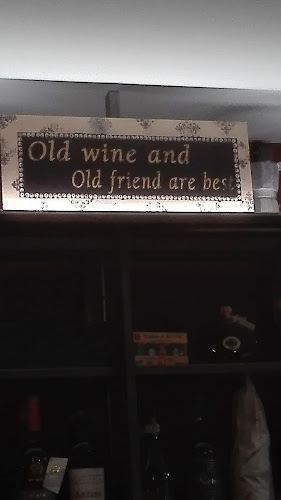 Old wine and
Old friend are best